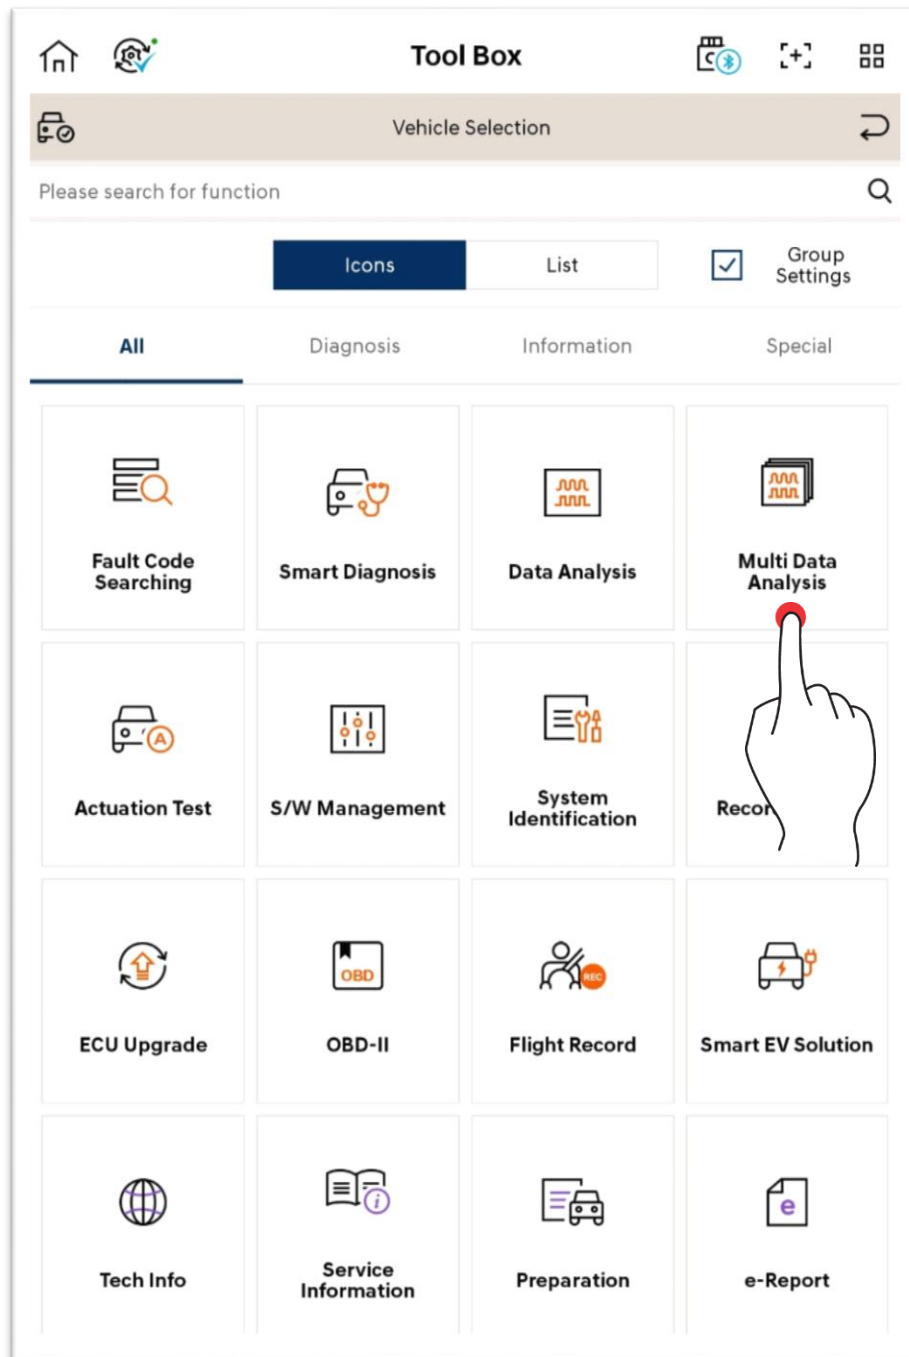 Tool Box
Vehicle Selection
Please search for function
Icons
List
Group
Settings
All
Diagnosis
Information
Special
Fault Code
Searching
Smart Diagnosis
Data Analysis
Multi Data
Analysis
Actuation Test
A
S/W Management
System
Identification
ECU Upgrade
OBD
OBD-II
REC
Flight Record
Smart EV Solution
Tech Info
i
Service
Information
Preparation
e
e-Report